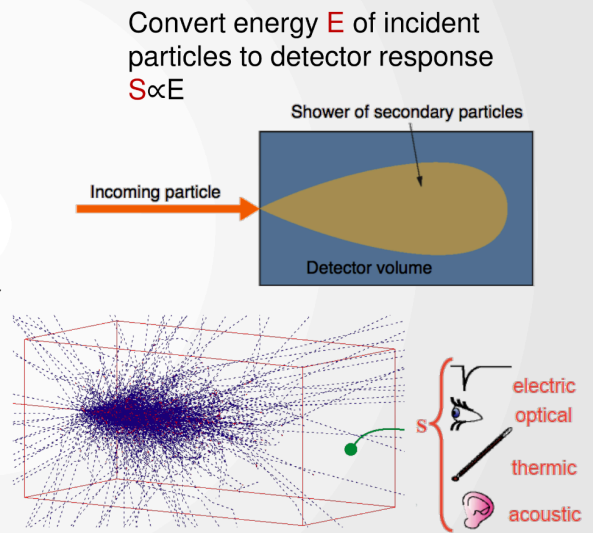 Convert energy E of incident
particles to detector response
S∝E
Shower of secondary particles
Incoming particle
Detector volume
S
electric
optical
thermic
acoustic